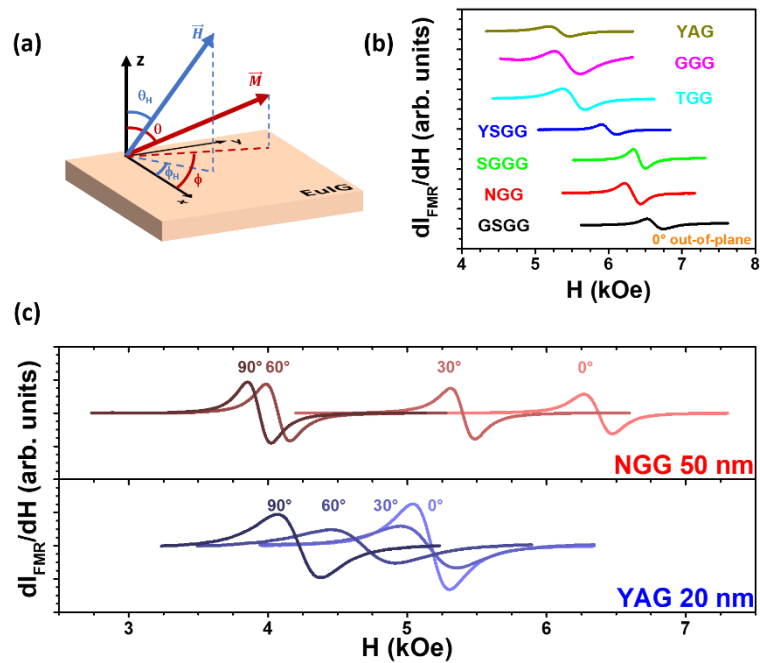 (a)
z
H
M
θH
θ
y
ϕH
ϕ
x
EuIG
(b)
dIFMR/dH (arb. units)
YAG
GGG
TGG
YSGG
SGGG
NGG
GSGG
0° out-of-plane
4 5 6 7 8
H (kOe)
(c)
dIFMR/dH (arb. units)
90° 60° 30° 0°
NGG 50 nm
dIFMR/dH (arb. units)
90° 60° 30° 0°
YAG 20 nm
3 4 5 6 7
H (kOe)